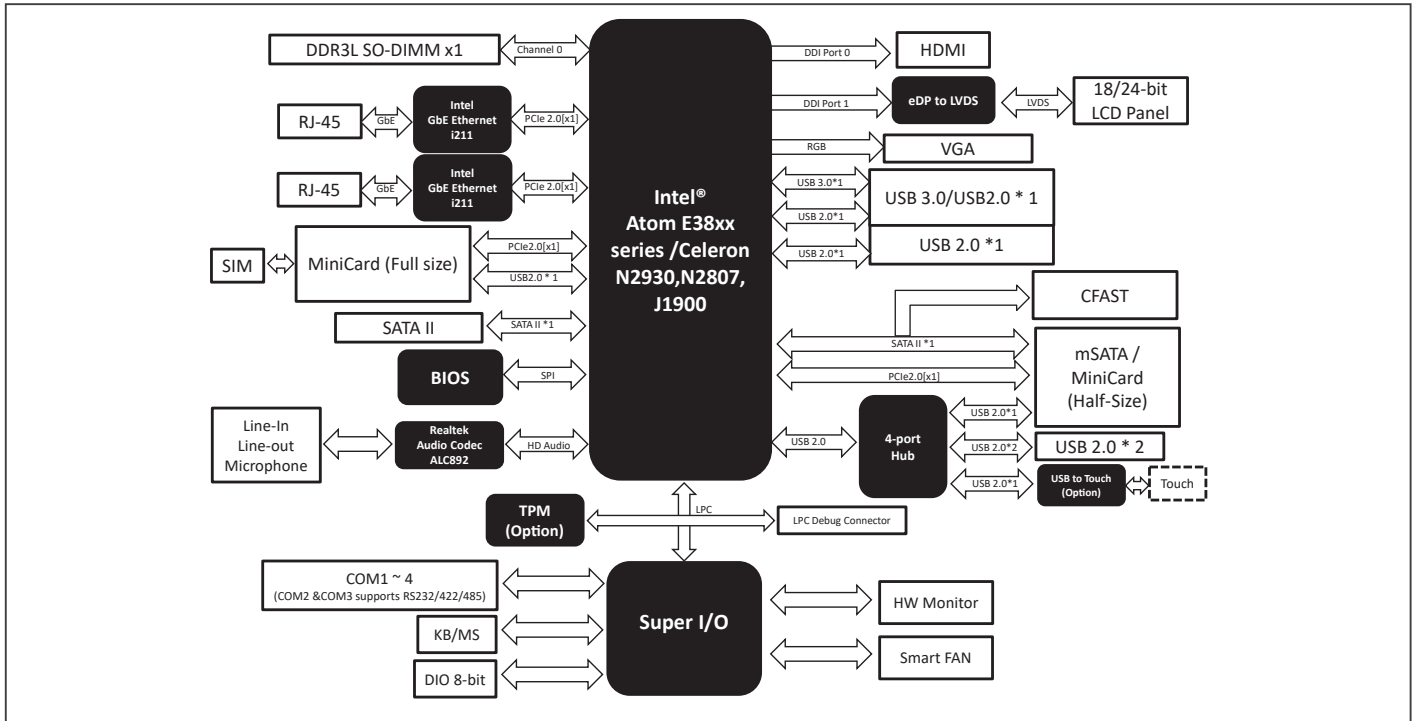 DDR3L SO-DIMM x1
Channel 0
DDI Port 0
HDMI
Intel
GbE Ethernet
i211
RJ-45
GbE
PCIe 2.0[x1]
DDI Port 1
eDP to LVDS
LVDS
18/24-bit
LCD Panel
RGB
VGA
Intel
GbE Ethernet
i211
RJ-45
GbE
PCIe 2.0[x1]
Intel®
Atom E38xx
series /Celeron
N2930,N2807,
J1900
USB 3.0*1
USB 2.0*1
USB 3.0/USB2.0 * 1
USB 2.0*1
USB 2.0 *1
SIM
MiniCard (Full size)
PCIe2.0[x1]
USB2.0 * 1
CFAST
SATA II
SATA II *1
SATA II *1
PCIe2.0[x1]
mSATA /
MiniCard
(Half-Size)
BIOS
SPI
Line-In
Line-out
Microphone
Realtek
Audio Codec
ALC892
HD Audio
USB 2.0
4-port
Hub
USB 2.0*1
USB 2.0*2
USB 2.0 * 2
USB 2.0*1
USB to Touch
(Option)
Touch
TPM
(Option)
LPC
LPC Debug Connector
COM1 ~ 4
(COM2 &COM3 supports RS232/422/485)
KB/MS
DIO 8-bit
Super I/O
HW Monitor
Smart FAN